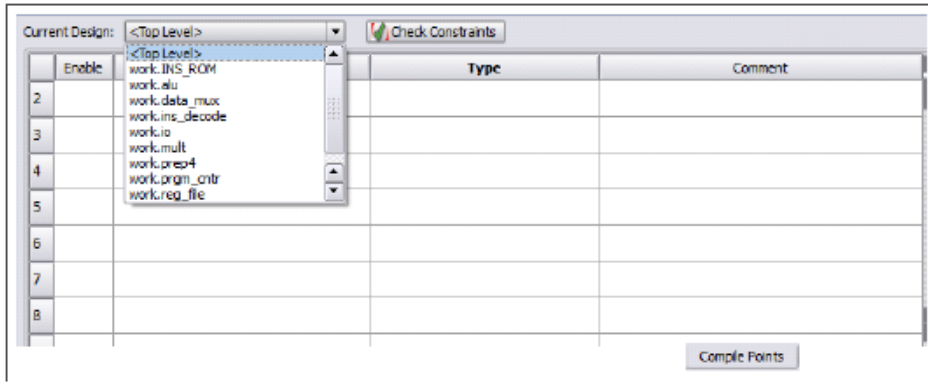 Current Design: <Top Level> Check Constraints
<Top Level>
Enable Type Comment
work.INS_ROM
work.alu
2 work.data_mux
work.ins_decode
3 work.io
work.mult
4 work.prep4
work.prgm_cntr
5 work.reg_file
6
7
8
Compile Points